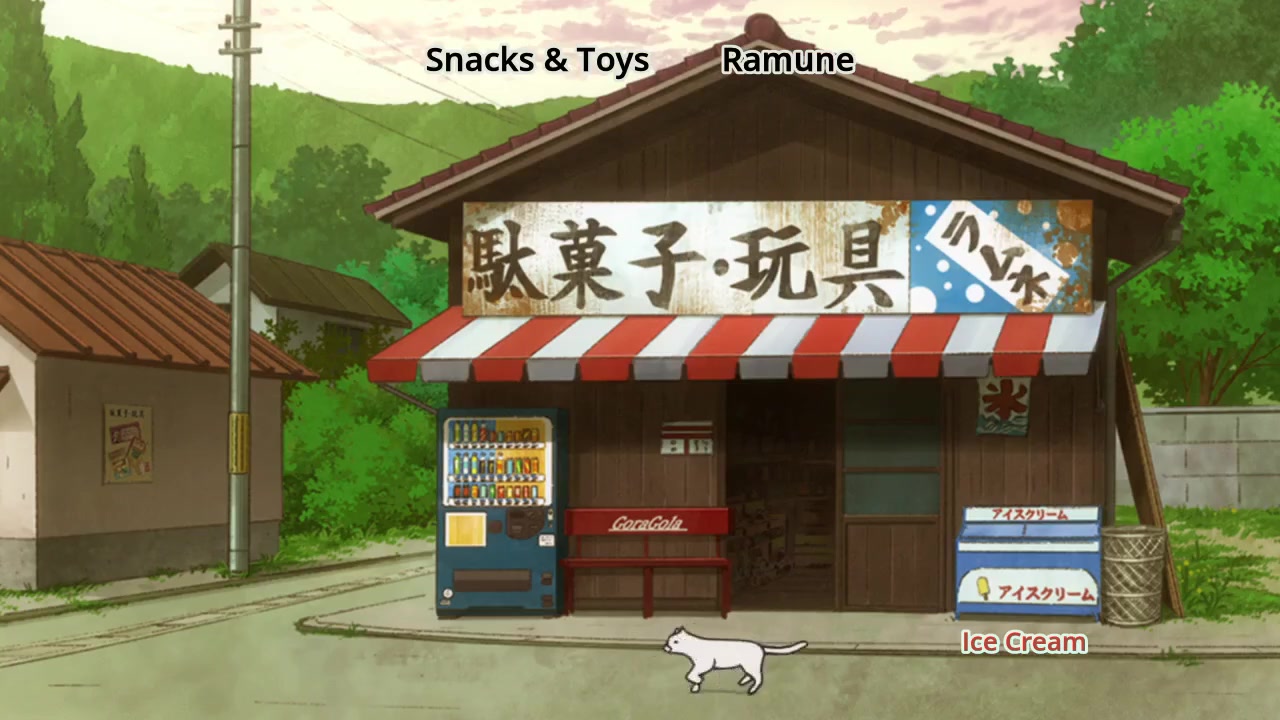 Snacks & Toys
Ramune
駄菓子・玩具
ラムネ
氷
CoraGola
アイスクリーム
アイスクリーム
Ice Cream